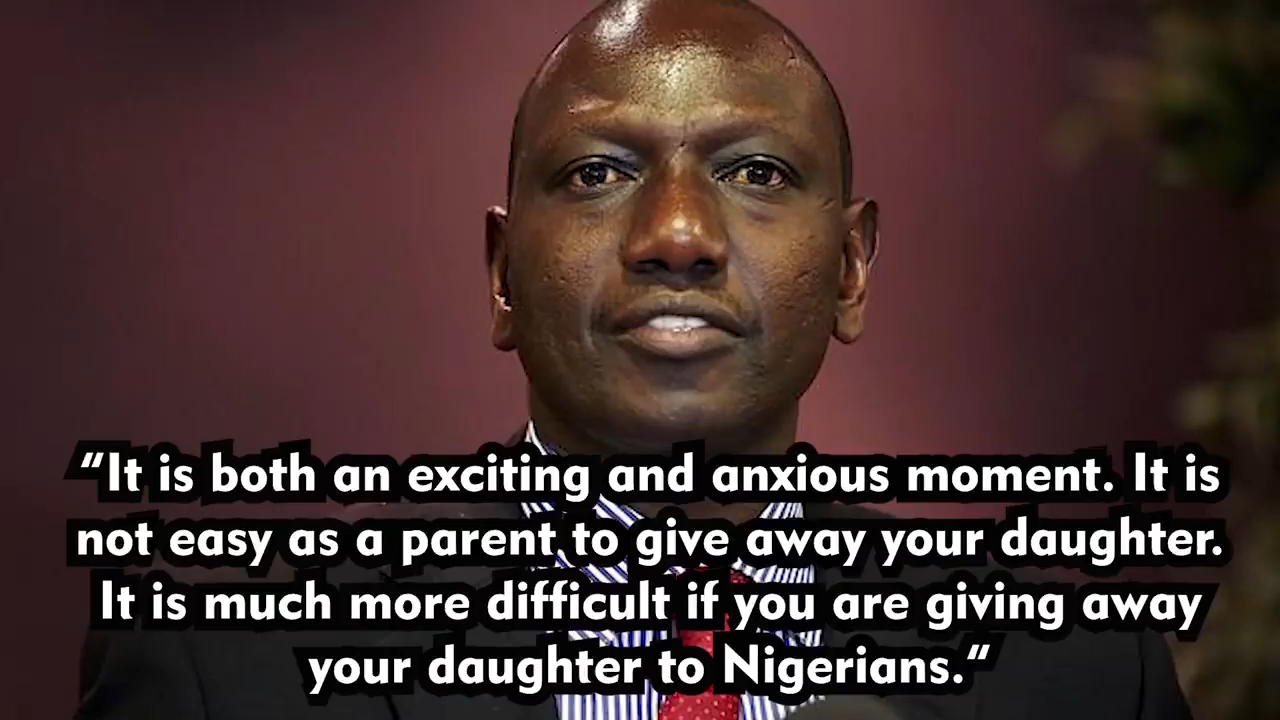 “It is both an exciting and anxious moment. It is
not easy as a parent to give away your daughter.
It is much more difficult if you are giving away
your daughter to Nigerians.“